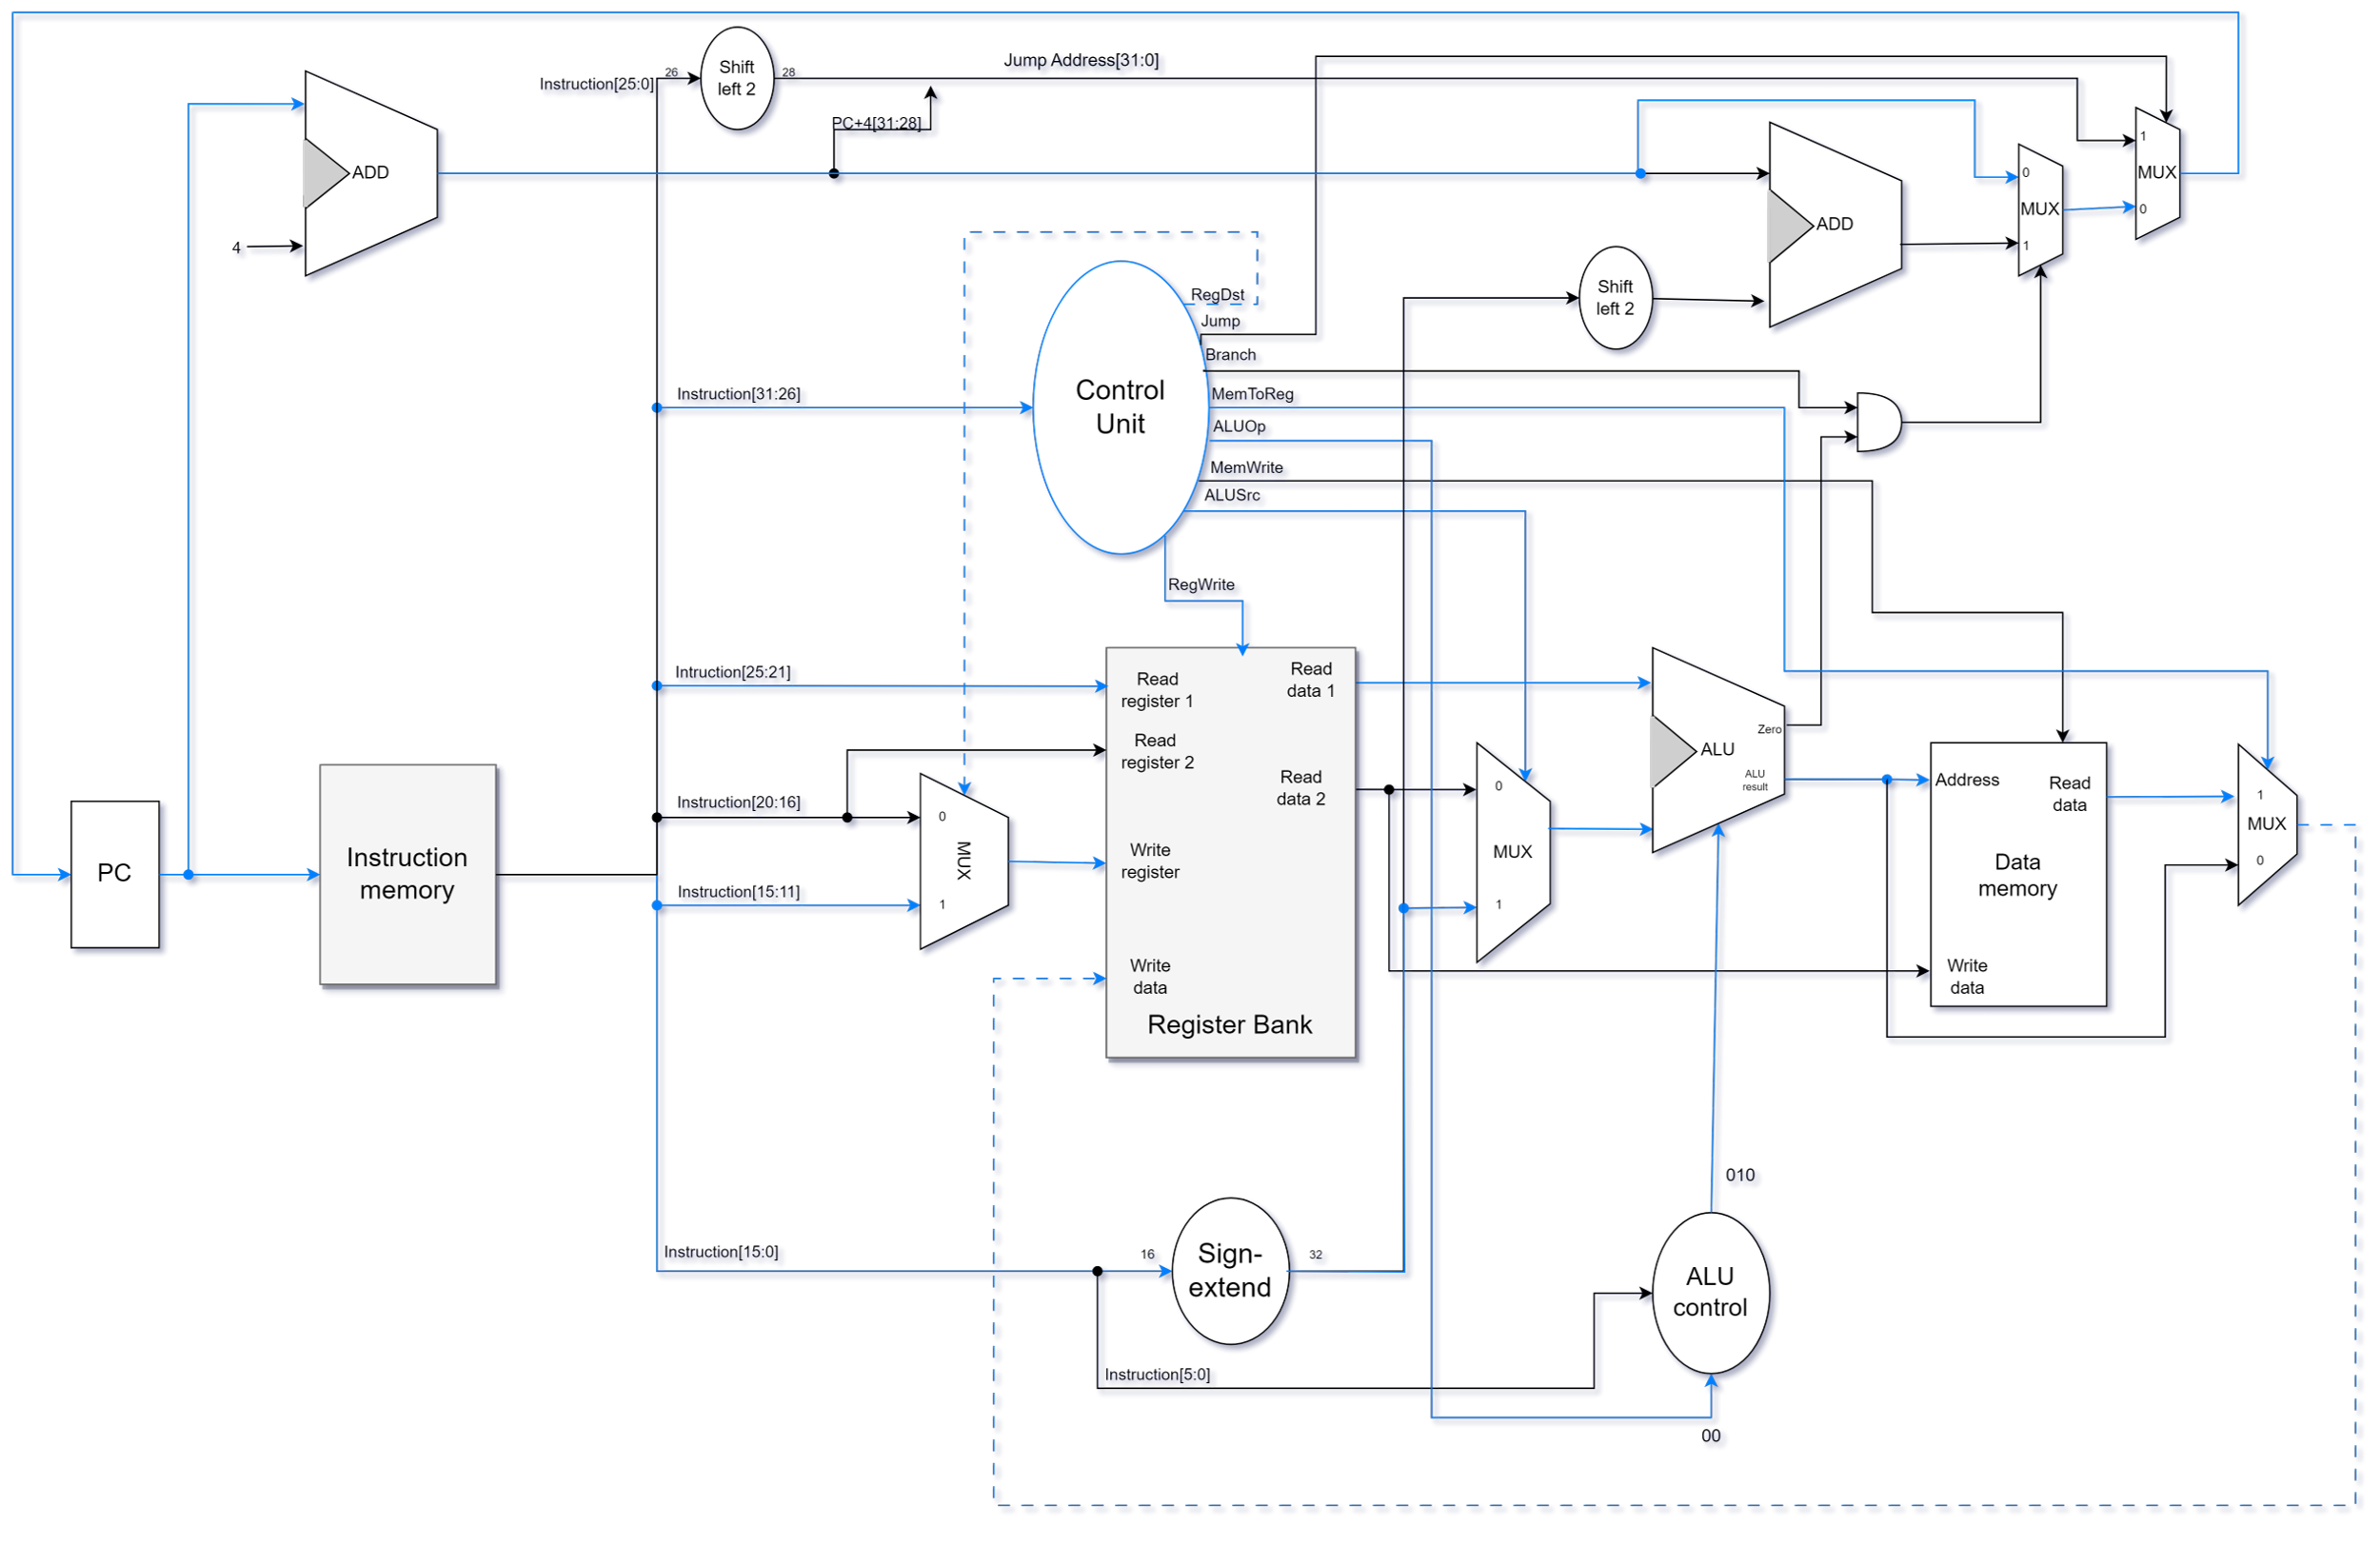 Jump Address[31:0]
Shift
left 2
26
28
Instruction[25:0]
PC+4[31:28]
ADD
4
1
MUX
0
0
MUX
1
ADD
Shift
left 2
RegDst
Jump
Branch
MemToReg
ALUOp
MemWrite
ALUSrc
RegWrite
Control
Unit
Instruction[31:26]
Intruction[25:21]
Instruction[20:16]
Instruction[15:11]
0
MUX
1
PC
Instruction
memory
Read
register 1
Read
register 2
Write
register
Write
data
Read
data 1
Read
data 2
Register Bank
0
MUX
1
Zero
ALU
ALU
result
Address
Read
data
Data
memory
Write
data
1
MUX
0
010
Instruction[15:0]
16
Sign-
extend
32
ALU
control
Instruction[5:0]
00